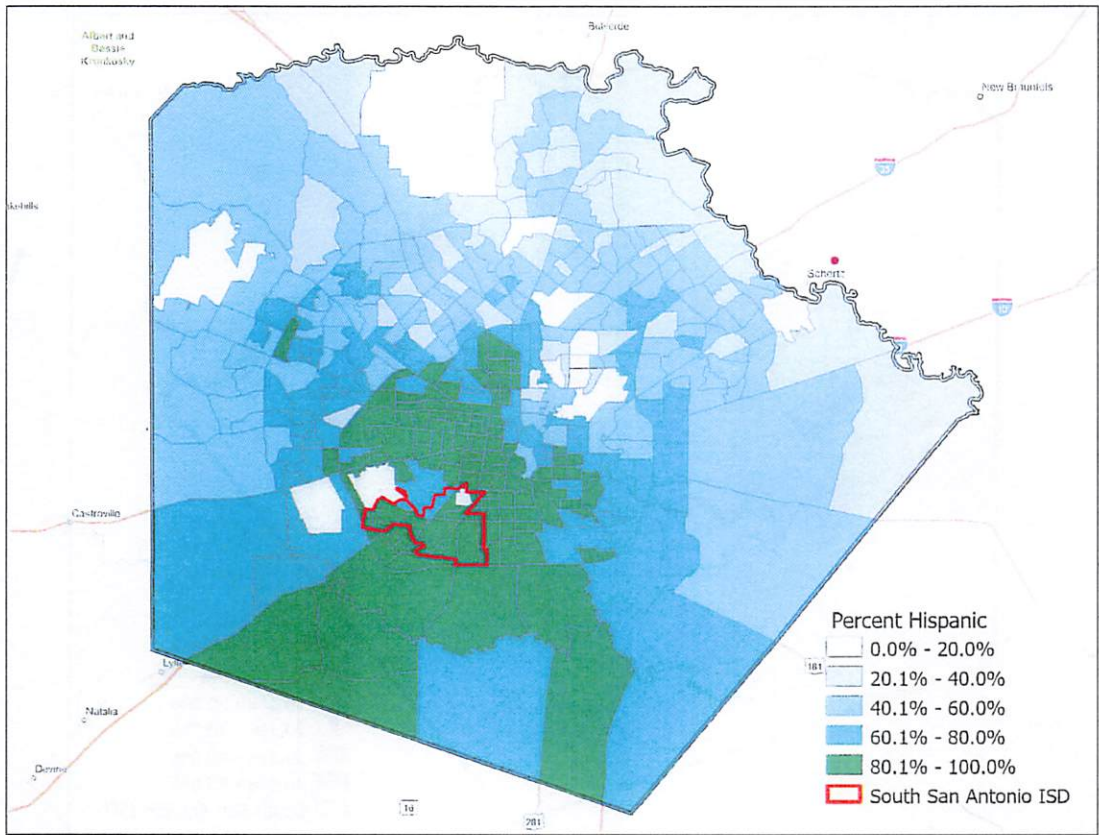 Bulverde
Albert and
Bessie
Kronkosky
New Braunfels
35
Schertz
10
Castroville
Percent Hispanic
0.0% - 20.0%
20.1% - 40.0%
40.1% - 60.0%
181
60.1% - 80.0%
Lytle
80.1% - 100.0%
Natalia
South San Antonio ISD
16
281